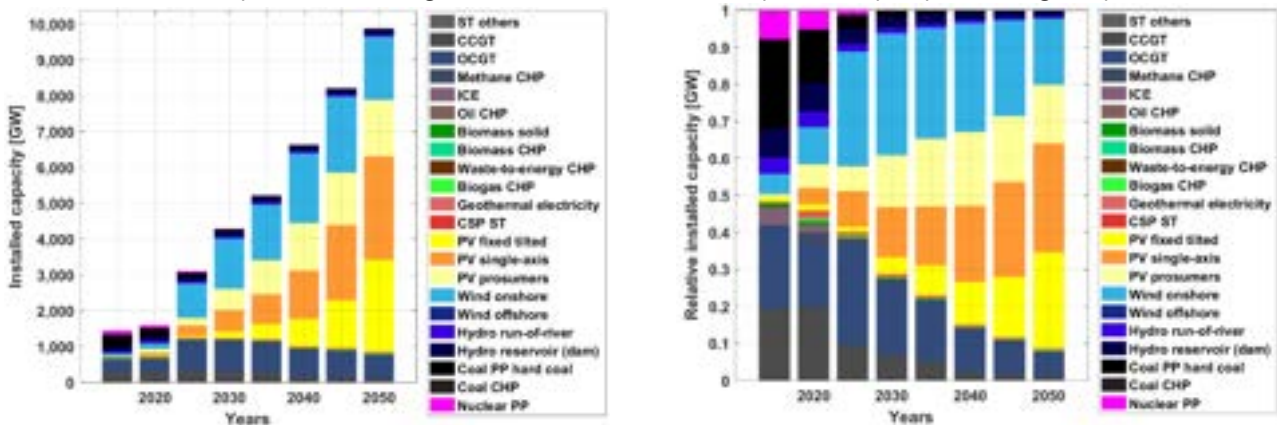 10,000
9,000
8,000
7,000
6,000
5,000
4,000
3,000
2,000
1,000
0
Installed capacity [GW]
2020
2030
2040
2050
Years
ST others
CCGT
OCGT
Methane CHP
ICE
Oil CHP
Biomass solid
Biomass CHP
Waste-to-energy CHP
Biogas CHP
Geothermal electricity
CSP ST
PV fixed tilted
PV single-axis
PV prosumers
Wind onshore
Wind offshore
Hydro run-of-river
Hydro reservoir (dam)
Coal PP hard coal
Coal CHP
Nuclear PP
1
0.9
0.8
0.7
0.6
0.5
0.4
0.3
0.2
0.1
0
Relative installed capacity [GW]
2020
2030
2040
2050
Years
ST others
CCGT
OCGT
Methane CHP
ICE
Oil CHP
Biomass solid
Biomass CHP
Waste-to-energy CHP
Biogas CHP
Geothermal electricity
CSP ST
PV fixed tilted
PV single-axis
PV prosumers
Wind onshore
Wind offshore
Hydro run-of-river
Hydro reservoir (dam)
Coal PP hard coal
Coal CHP
Nuclear PP